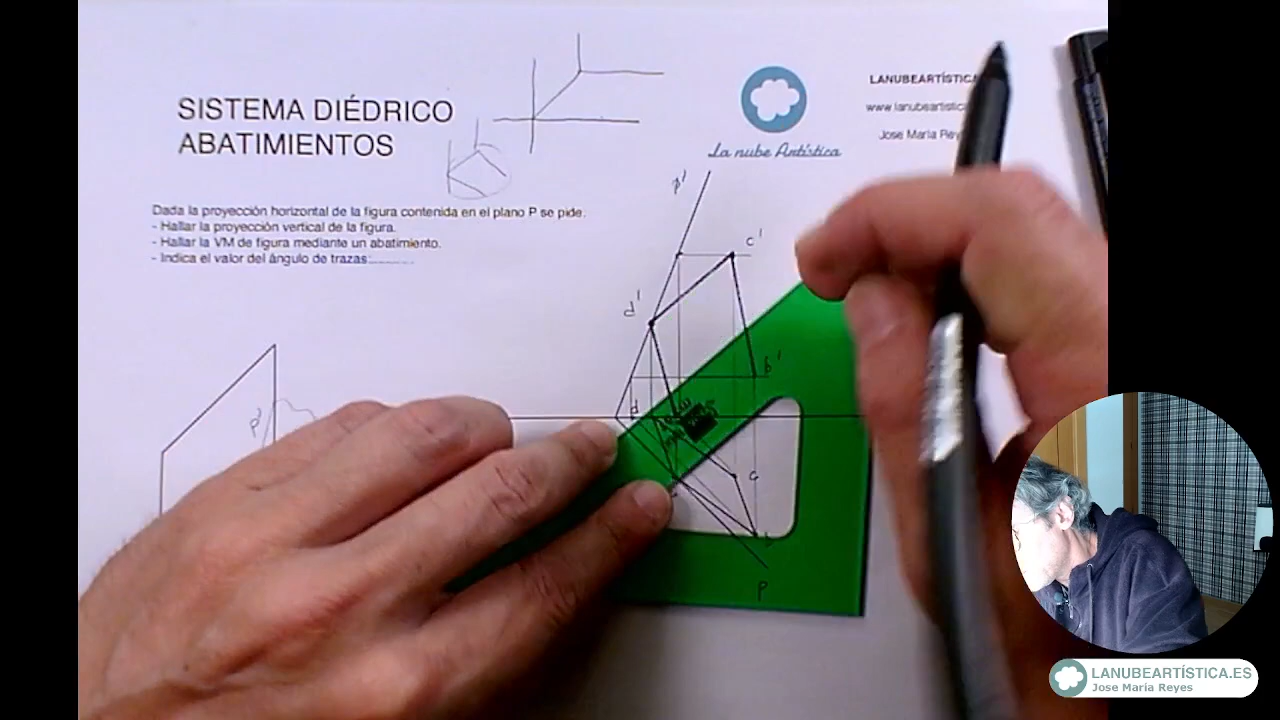 SISTEMA DIÉDRICO
ABATIMIENTOS
La nube Artística
LANUBEARTÍSTICA
www.lanubeartistica
Jose María Rey
Dada la proyección horizontal de la figura contenida en el plano P se pide.
- Hallar la proyección vertical de la figura.
- Hallar la VM de figura mediante un abatimiento.
- Indica el valor del ángulo de trazas:............
p'
c'
d'
b'
d
c
p'
b
p
LANUBEARTÍSTICA.ES
Jose María Reyes